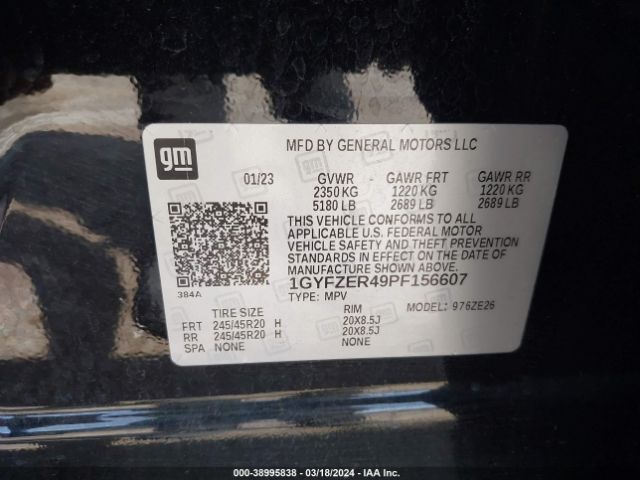 gm
MFD BY GENERAL MOTORS LLC
01/23 GVWR - GAWR FRT GAWR RR
2350 KG 1220 KG 1220 KG
5180 LB 2689 LB 2689 LB
THIS VEHICLE CONFORMS TO ALL
APPLICABLE U.S. FEDERAL MOTOR
VEHICLE SAFETY AND THEFT PREVENTION
STANDARDS IN EFFECT ON THE DATE OF
MANUFACTURE SHOWN ABOVE.
384A
1GYFZER49PF156607
TYPE: MPV MODEL: 976ZE26
TIRE SIZE RIM
FRT 245/45R20 H 20X8.5J
RR 245/45R20 H 20X8.5J
SPA NONE NONE
000-38995838 - 03/18/2024 - IAA Inc.